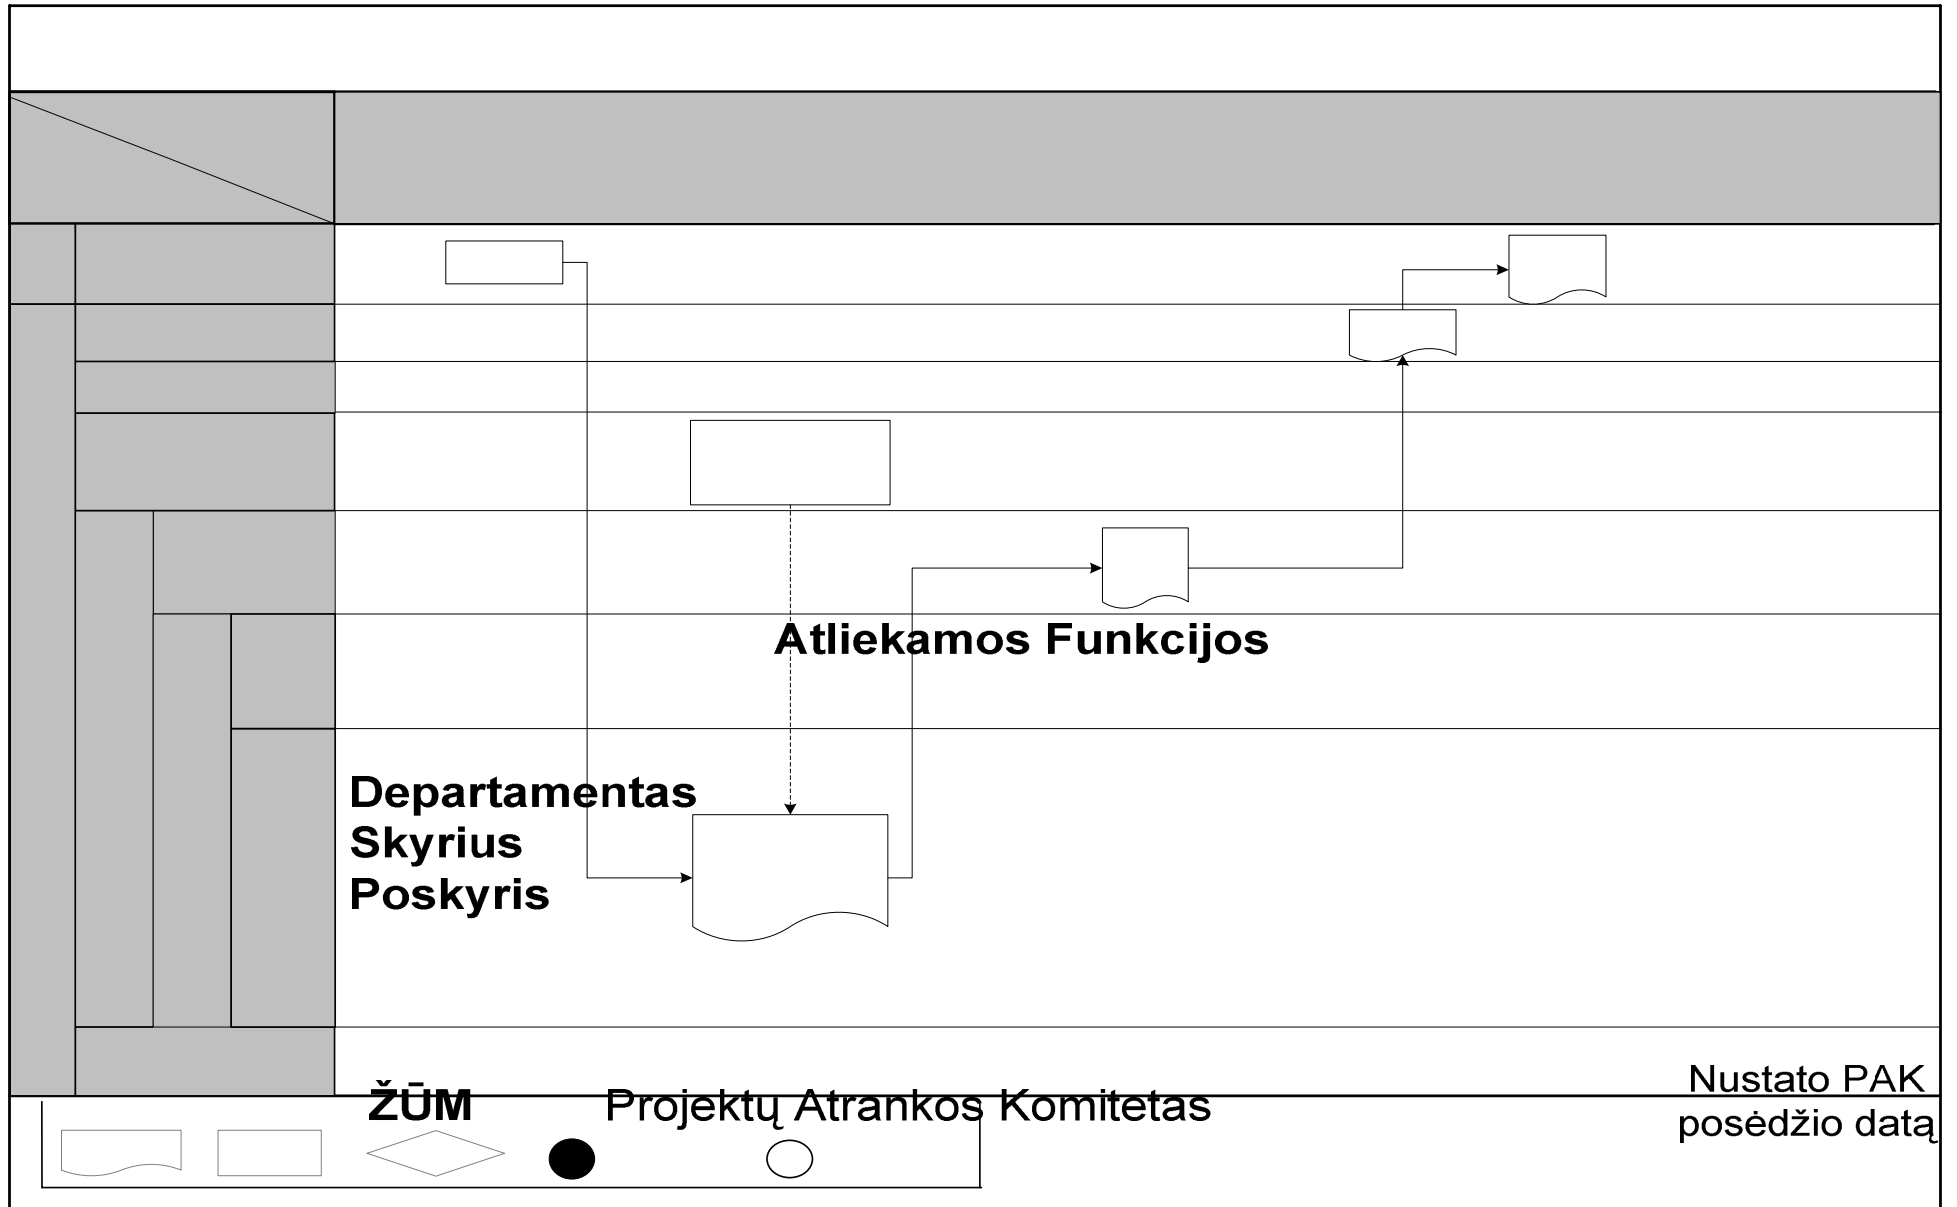 Atliekamos Funkcijos
Departamentas
Skyrius
Poskyris
ŽŪM
Projektų Atrankos Komitetas
Nustato PAK
posėdžio datą